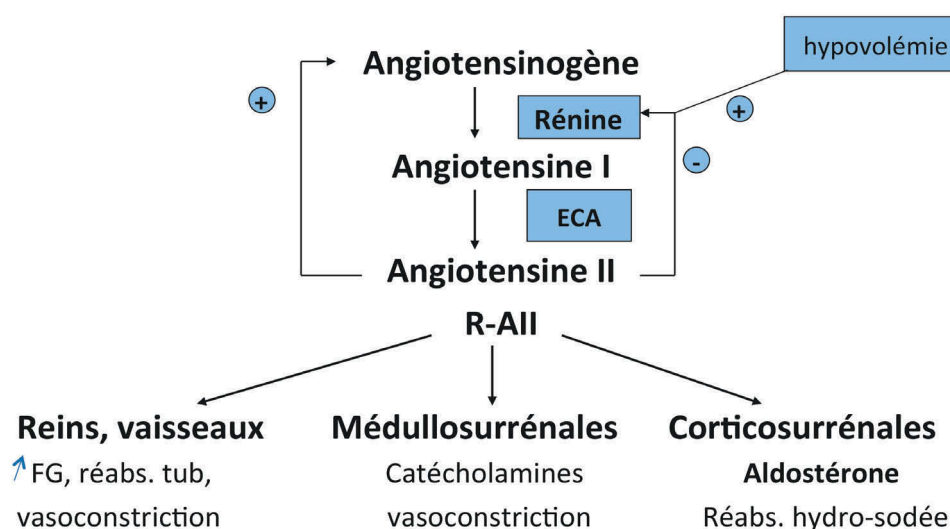 hypovolémie
Angiotensinogène
+
Rénine
+
Angiotensine I
-
ECA
Angiotensine II
R-AII
Reins, vaisseaux
FG, réabs. tub,
vasoconstriction
Médullosurrénales
Catécholamines
vasoconstriction
Corticosurrénales
Aldostérone
Réabs. hydro-sodée